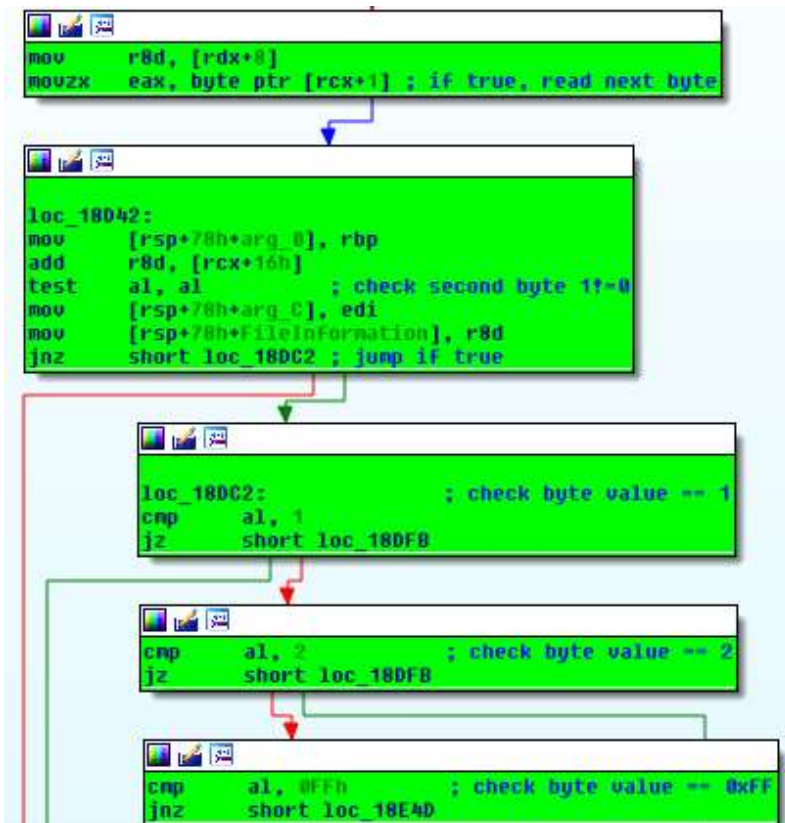 mov r8d, [rdx+8]
movzx eax, byte ptr [rcx+1] ; if true, read next byte
loc_18D42:
mov [rsp+78h+arg_0], rbp
add r8d, [rcx+16h]
test al, al ; check second byte 1!=0
mov [rsp+78h+arg_C], edi
mov [rsp+78h+FileInformation], r8d
jnz short loc_18DC2 ; jump if true
loc_18DC2: ; check byte value == 1
cmp al, 1
jz short loc_18DFB
cmp al, 2 ; check byte value == 2
jz short loc_18DFB
cmp al, 0FFh ; check byte value == 0xFF
jnz short loc_18E4D